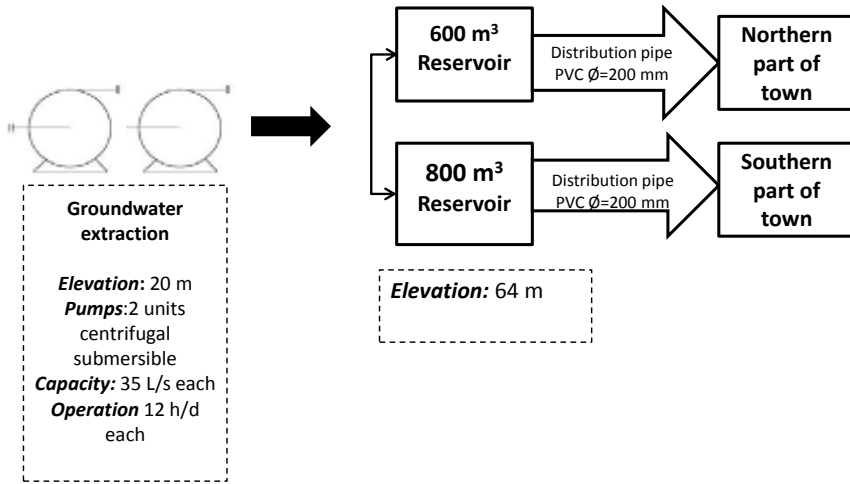 600 m³
Reservoir
Distribution pipe
PVC Ø=200 mm
Northern
part of
town
800 m³
Reservoir
Distribution pipe
PVC Ø=200 mm
Southern
part of
town
Groundwater
extraction
Elevation: 20 m
Pumps:2 units
centrifugal
submersible
Capacity: 35 L/s each
Operation 12 h/d
each
Elevation: 64 m